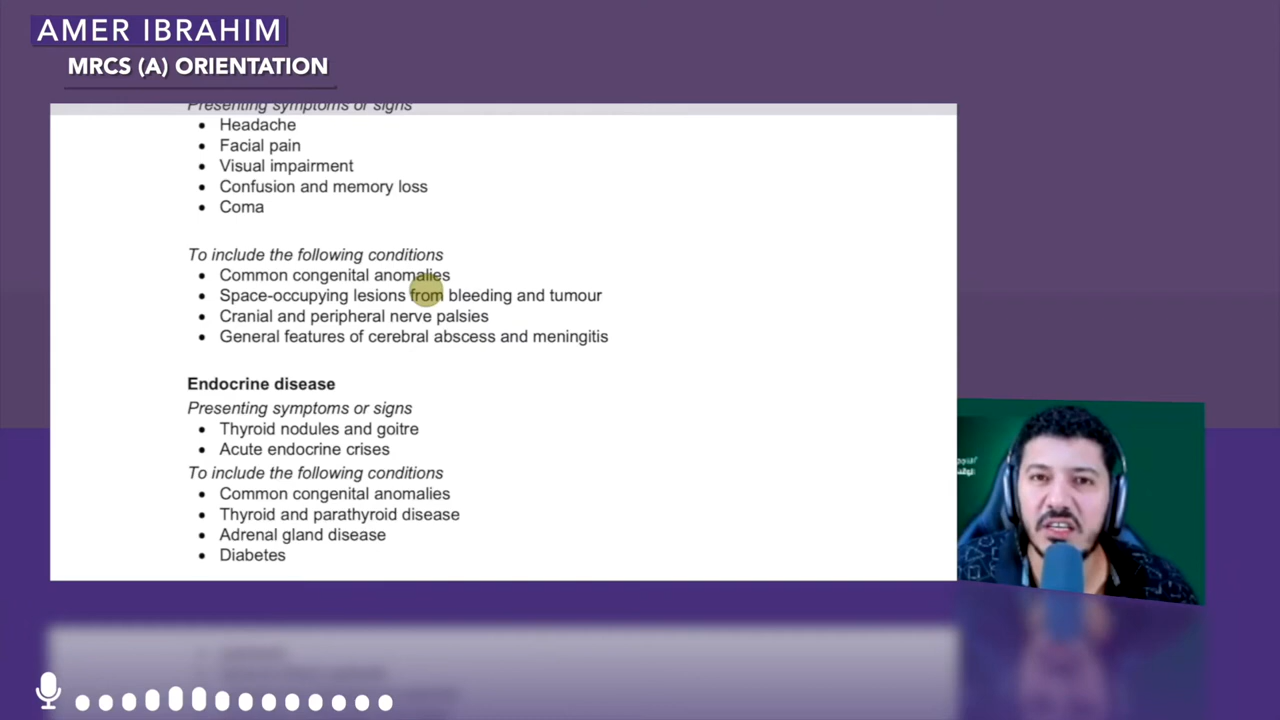 AMER IBRAHIM
MRCS (A) ORIENTATION
Presenting symptoms or signs
• Headache
• Facial pain
• Visual impairment
• Confusion and memory loss
• Coma
To include the following conditions
• Common congenital anomalies
• Space-occupying lesions from bleeding and tumour
• Cranial and peripheral nerve palsies
• General features of cerebral abscess and meningitis
Endocrine disease
Presenting symptoms or signs
• Thyroid nodules and goitre
• Acute endocrine crises
To include the following conditions
• Common congenital anomalies
• Thyroid and parathyroid disease
• Adrenal gland disease
• Diabetes